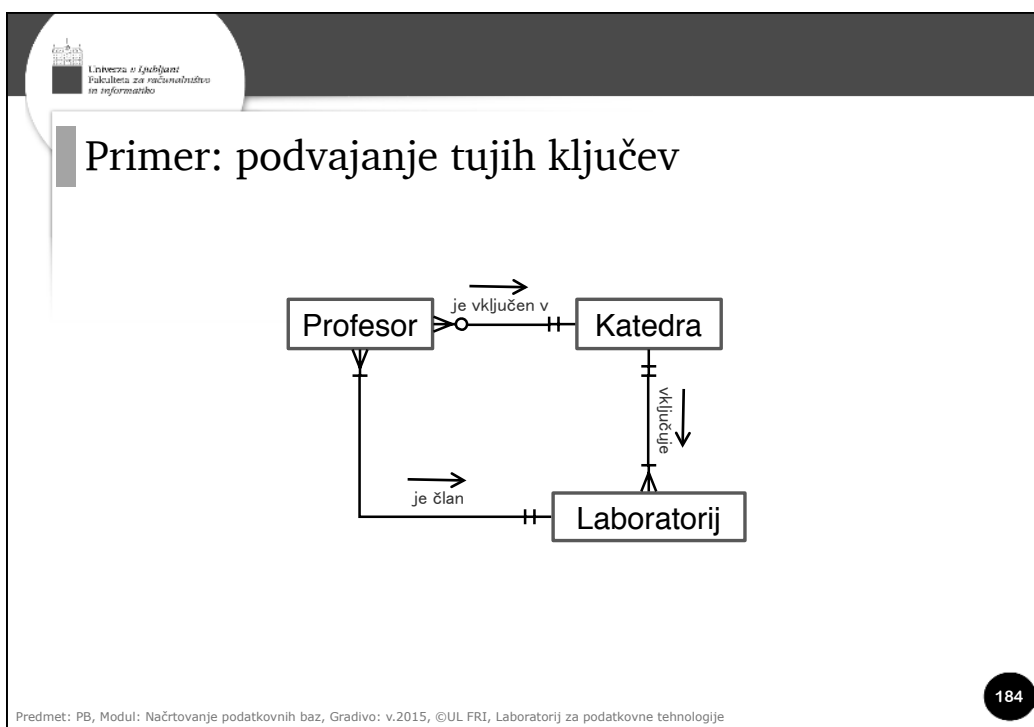 Univerza v Ljubljani
Fakulteta za računalništvo
in informatiko
Primer: podvajanje tujih ključev
je vključen v
Profesor
Katedra
vključuje
je član
Laboratorij
184
Predmet: PB, Modul: Načrtovanje podatkovnih baz, Gradivo: v.2015, ©UL FRI, Laboratorij za podatkovne tehnologije